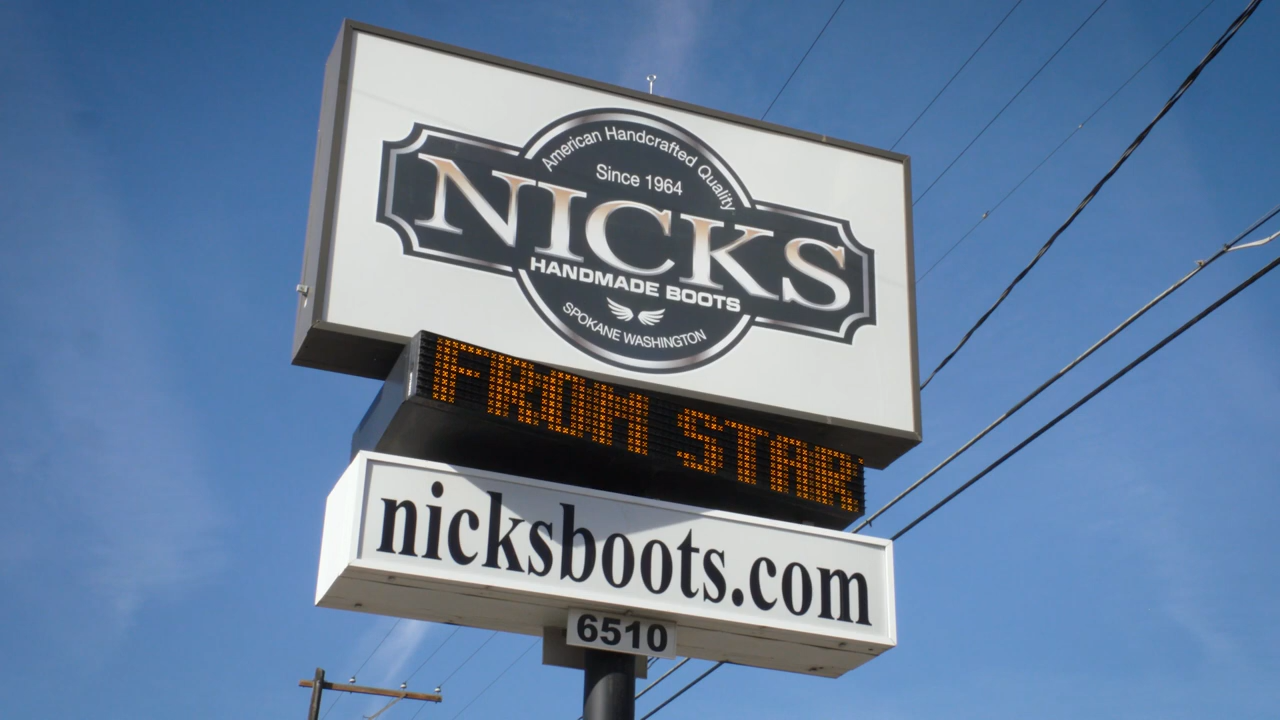 American Handcrafted Quality
Since 1964
NICKS
HANDMADE BOOTS
SPOKANE WASHINGTON
FROM STAR
nicksboots.com
6510